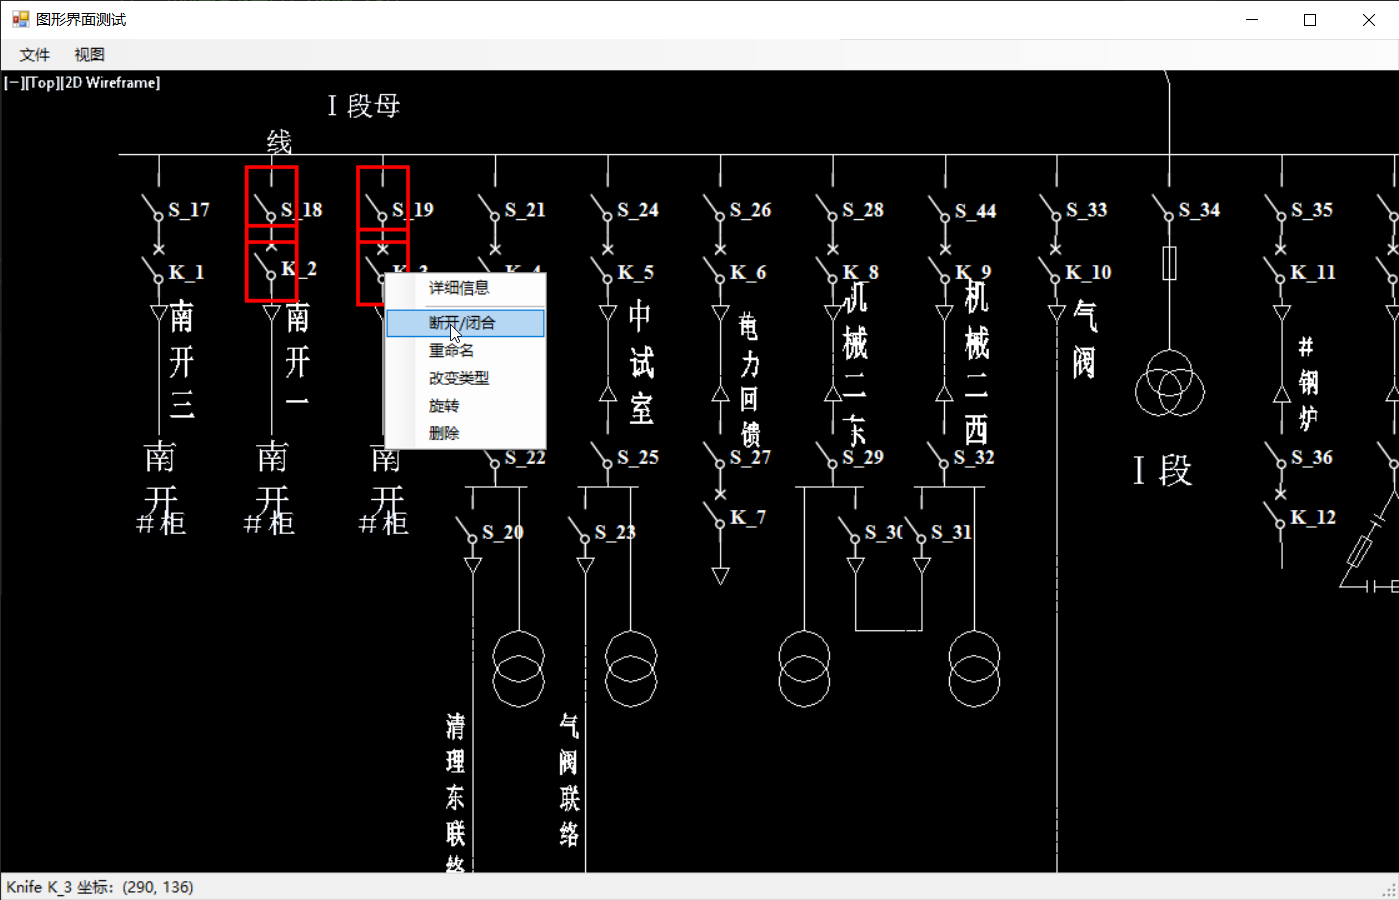 图形界面测试
文件 视图
[−][Top][2D Wireframe]
I 段母
线
S_17 S_18 S_19 S_21 S_24 S_26 S_28 S_44 S_33 S_34 S_35
K_1 K_2 K_3 K_4 K_5 K_6 K_8 K_9 K_10 K_11
详细信息
断开/闭合
重命名
改变类型
旋转
删除
南开三
南开一
中试室
电力回馈
机械二东
机械二西
气阀
#钢炉
南开
#柜
南开
#柜
南开
#柜
S_22 S_25 S_27 S_29 S_32 S_36
I 段
K_7 K_12
S_20 S_23 S_30 S_31
清理东联络
气阀联络
Knife K_3 坐标：(290, 136)